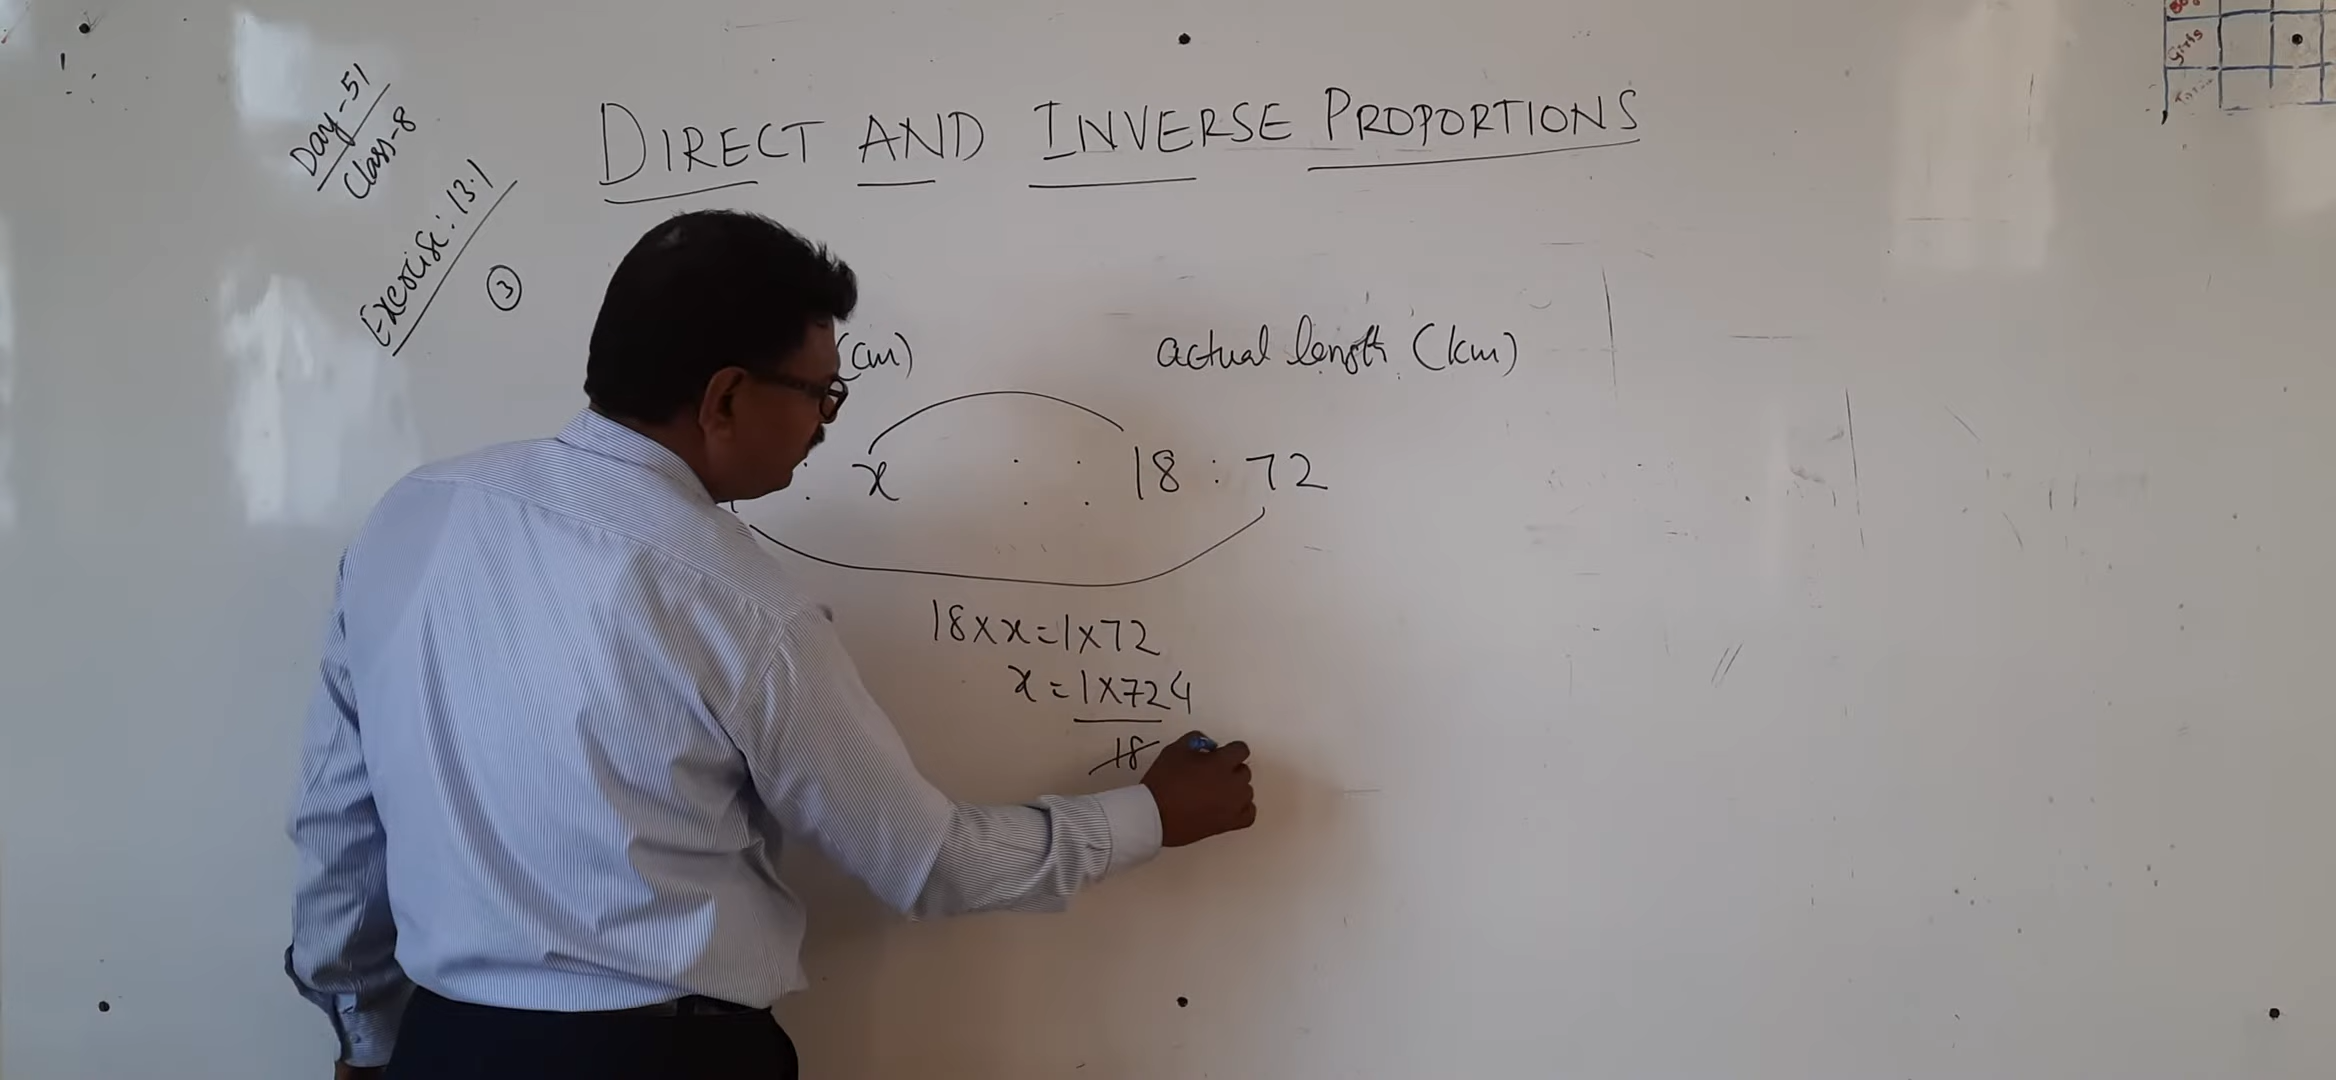 Day-51
Class-8
Exercise: 13.1
3
DIRECT AND INVERSE PROPORTIONS
(cm) actual length (km)
: x : : 18 : 72
18 x x = 1 x 72
x = 1 x 72 4
18
Girls